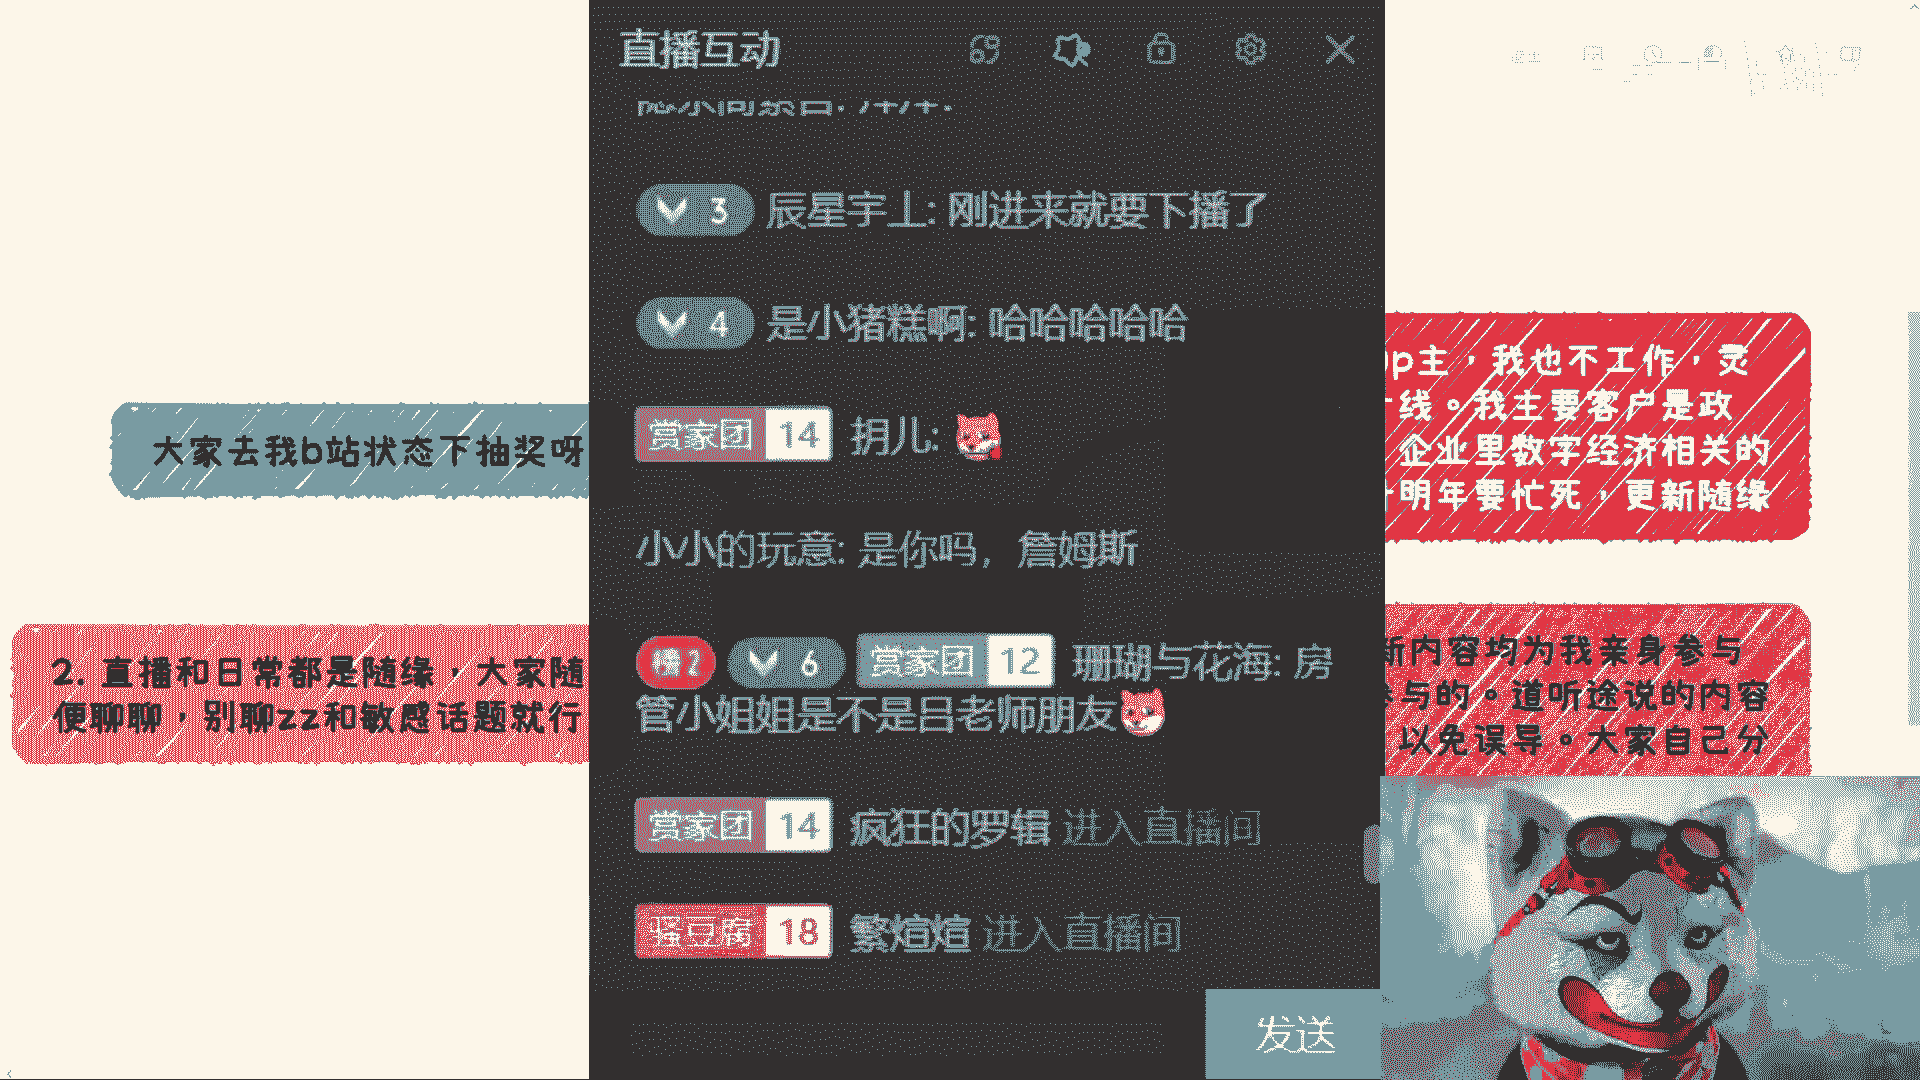 直播互动
3 辰星宇上: 刚进来就要下播了
4 是小猪糕啊: 哈哈哈哈哈
赏家团 14 抈儿:
小小的玩意: 是你吗，詹姆斯
榜2 6 赏家团 12 珊瑚与花海: 房
管小姐姐是不是吕老师朋友
赏家团 14 疯狂的罗辑 进入直播间
骚豆腐 18 繁煊煊 进入直播间
发送
大家去我b站状态下抽奖呀
2. 直播和日常都是随缘，大家随
便聊聊，别聊zz和敏感话题就行
p主，我也不工作，灵
线。我主要客户是政
企业里数字经济相关的
明年要忙死，更新随缘
新内容均为我亲身参与
参与的。道听途说的内容
以免误导。大家自己分